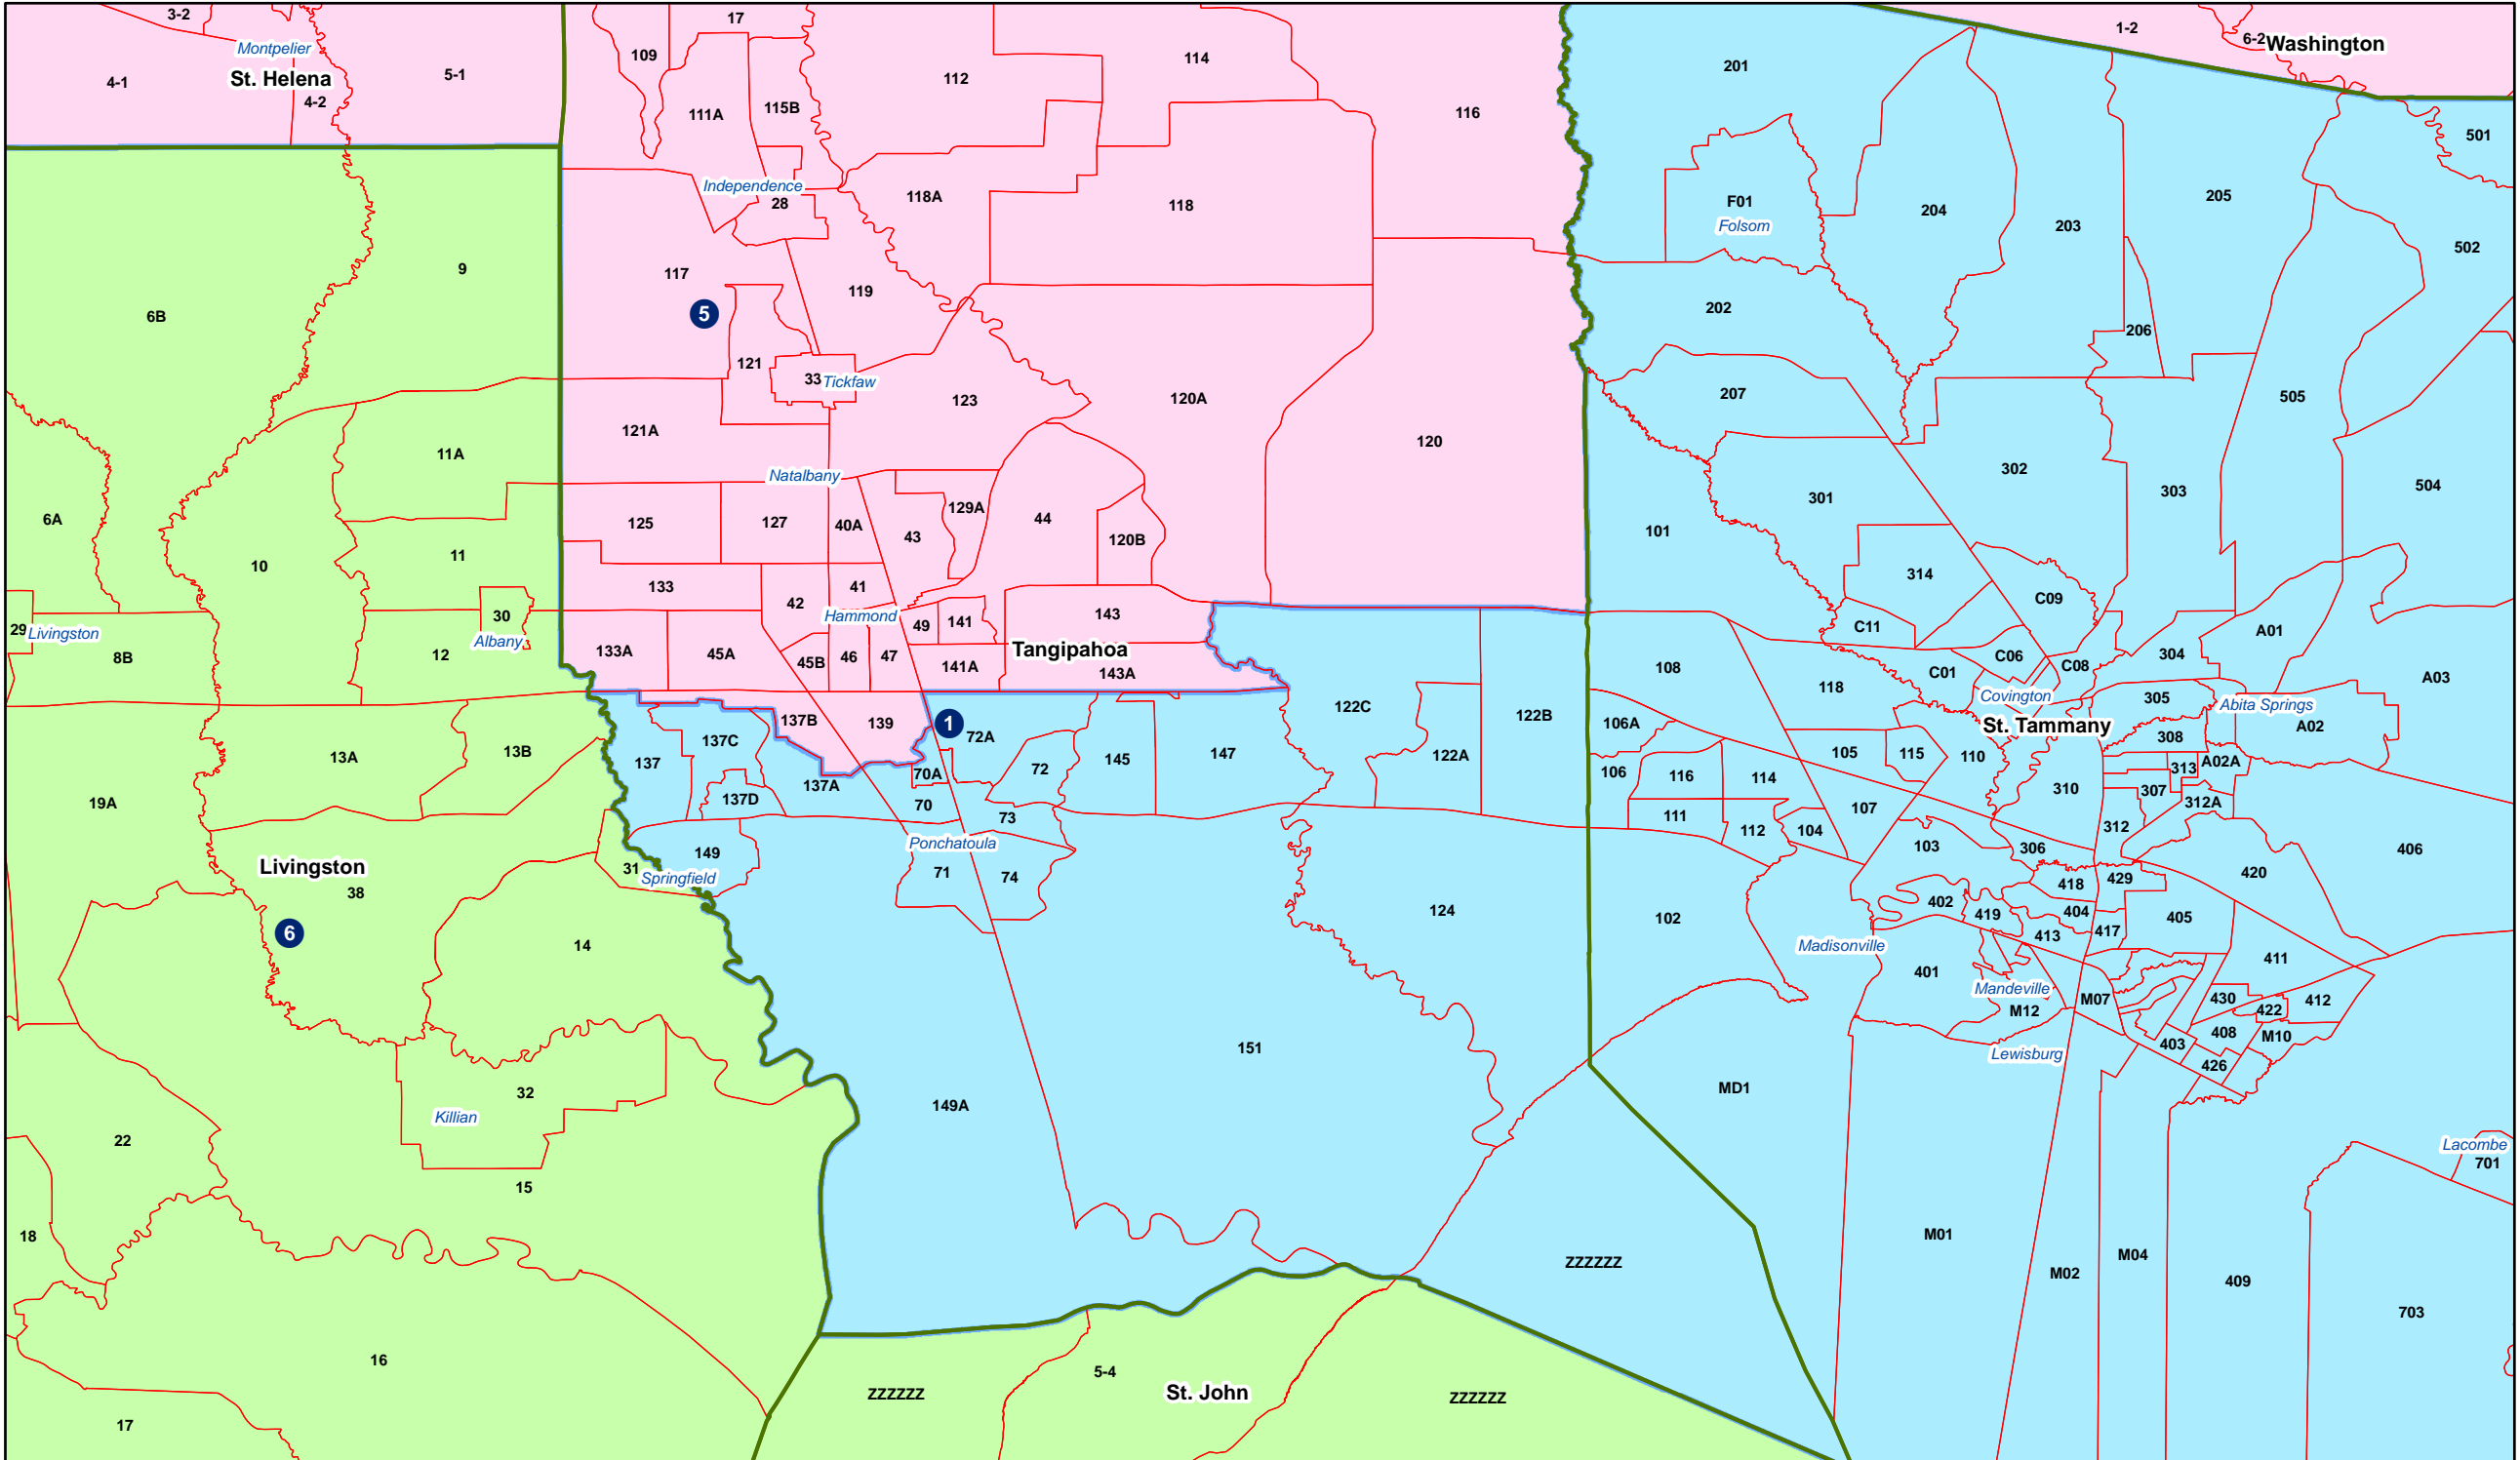 3-2
17
1-2
6-2
Washington
Montpelier
109
114
201
4-1
St. Helena
5-1
112
4-2
111A
115B
116
501
Independence
28
118A
118
F01
Folsom
204
203
205
502
9
117
119
5
6B
202
206
121
33
Tickfaw
207
123
120A
505
121A
120
11A
Natalbany
302
301
303
504
6A
125
127
40A
43
129A
44
120B
101
11
10
133
41
314
42
C09
30
Hammond
49
141
143
29
Livingston
Albany
C11
A01
8B
12
133A
45A
45B
46
47
141A
Tangipahoa
143A
108
118
C01
C06
C08
304
A03
Covington
305
Abita Springs
122C
122B
106A
137B
139
1
72A
St. Tammany
A02
308
13A
13B
137C
137
70A
72
145
147
122A
105
115
110
106
116
114
313
A02A
19A
137D
137A
70
310
307
312A
73
111
112
104
107
312
Ponchatoula
149
103
306
406
Livingston
38
31
Springfield
71
74
420
418
429
402
419
404
405
124
102
6
14
413
417
Madisonville
401
411
Mandeville
M12
M07
430
422
412
151
Lewisburg
403
408
M10
426
32
Killian
149A
MD1
22
Lacombe
701
15
18
M01
M04
ZZZZZZ
M02
409
703
16
5-4
St. John
ZZZZZZ
ZZZZZZ
17